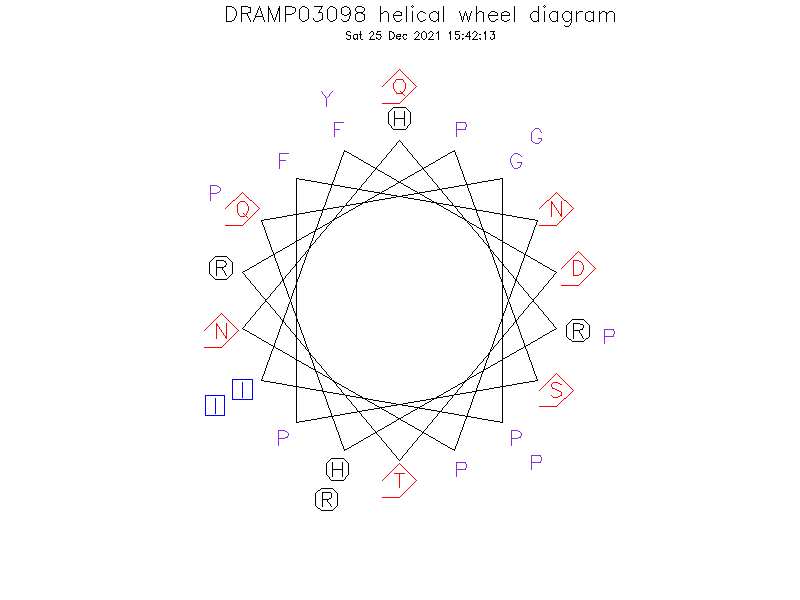 DRAMP03098 helical wheel diagram
Sat 25 Dec 2021 15:42:13
Q
Y
H
F
P
G
F
G
P
Q
N
R
D
N
R
P
I
S
I
P
P
H
P
P
T
R